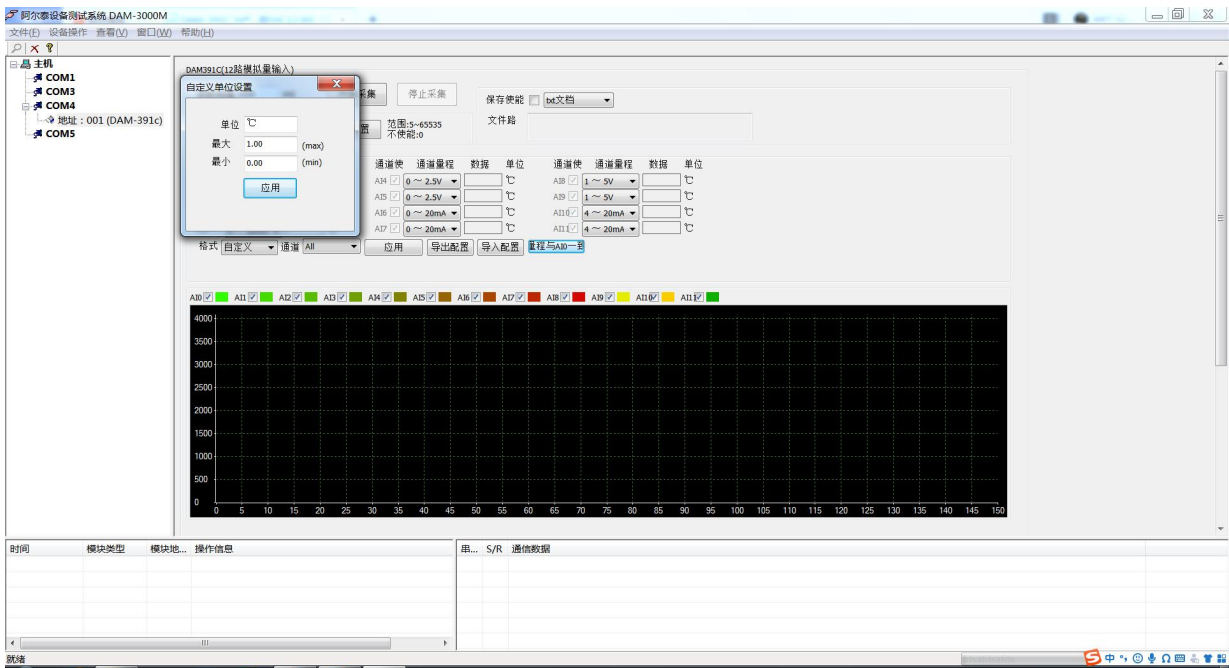 阿尔泰设备测试系统 DAM-3000M
文件(F) 设备操作 查看(V) 窗口(W) 帮助(H)
主机
COM1
COM3
COM4
地址：001 (DAM-391c)
COM5
DAM391C(12路模拟量输入)
自定义单位设置
单位 ℃
最大 1.00 (max)
最小 0.00 (min)
应用
采集 停止采集
保存使能 txt文档
置 范围:5~65535
不使能:0
文件路
通道使 通道量程 数据 单位 通道使 通道量程 数据 单位
AI4 0 ～ 2.5V ℃ AI8 1 ～ 5V ℃
AI5 0 ～ 2.5V ℃ AI9 1 ～ 5V ℃
AI6 0 ～ 20mA ℃ AI10 4 ～ 20mA ℃
AI7 0 ～ 20mA ℃ AI11 4 ～ 20mA ℃
格式 自定义 通道 All 应用 导出配置 导入配置 量程与AI0一致
AI0 AI1 AI2 AI3 AI4 AI5 AI6 AI7 AI8 AI9 AI10 AI11
4000
3500
3000
2500
2000
1500
1000
500
0
0 5 10 15 20 25 30 35 40 45 50 55 60 65 70 75 80 85 90 95 100 105 110 115 120 125 130 135 140 145 150
时间 模块类型 模块地... 操作信息
串... S/R 通信数据
就绪
中